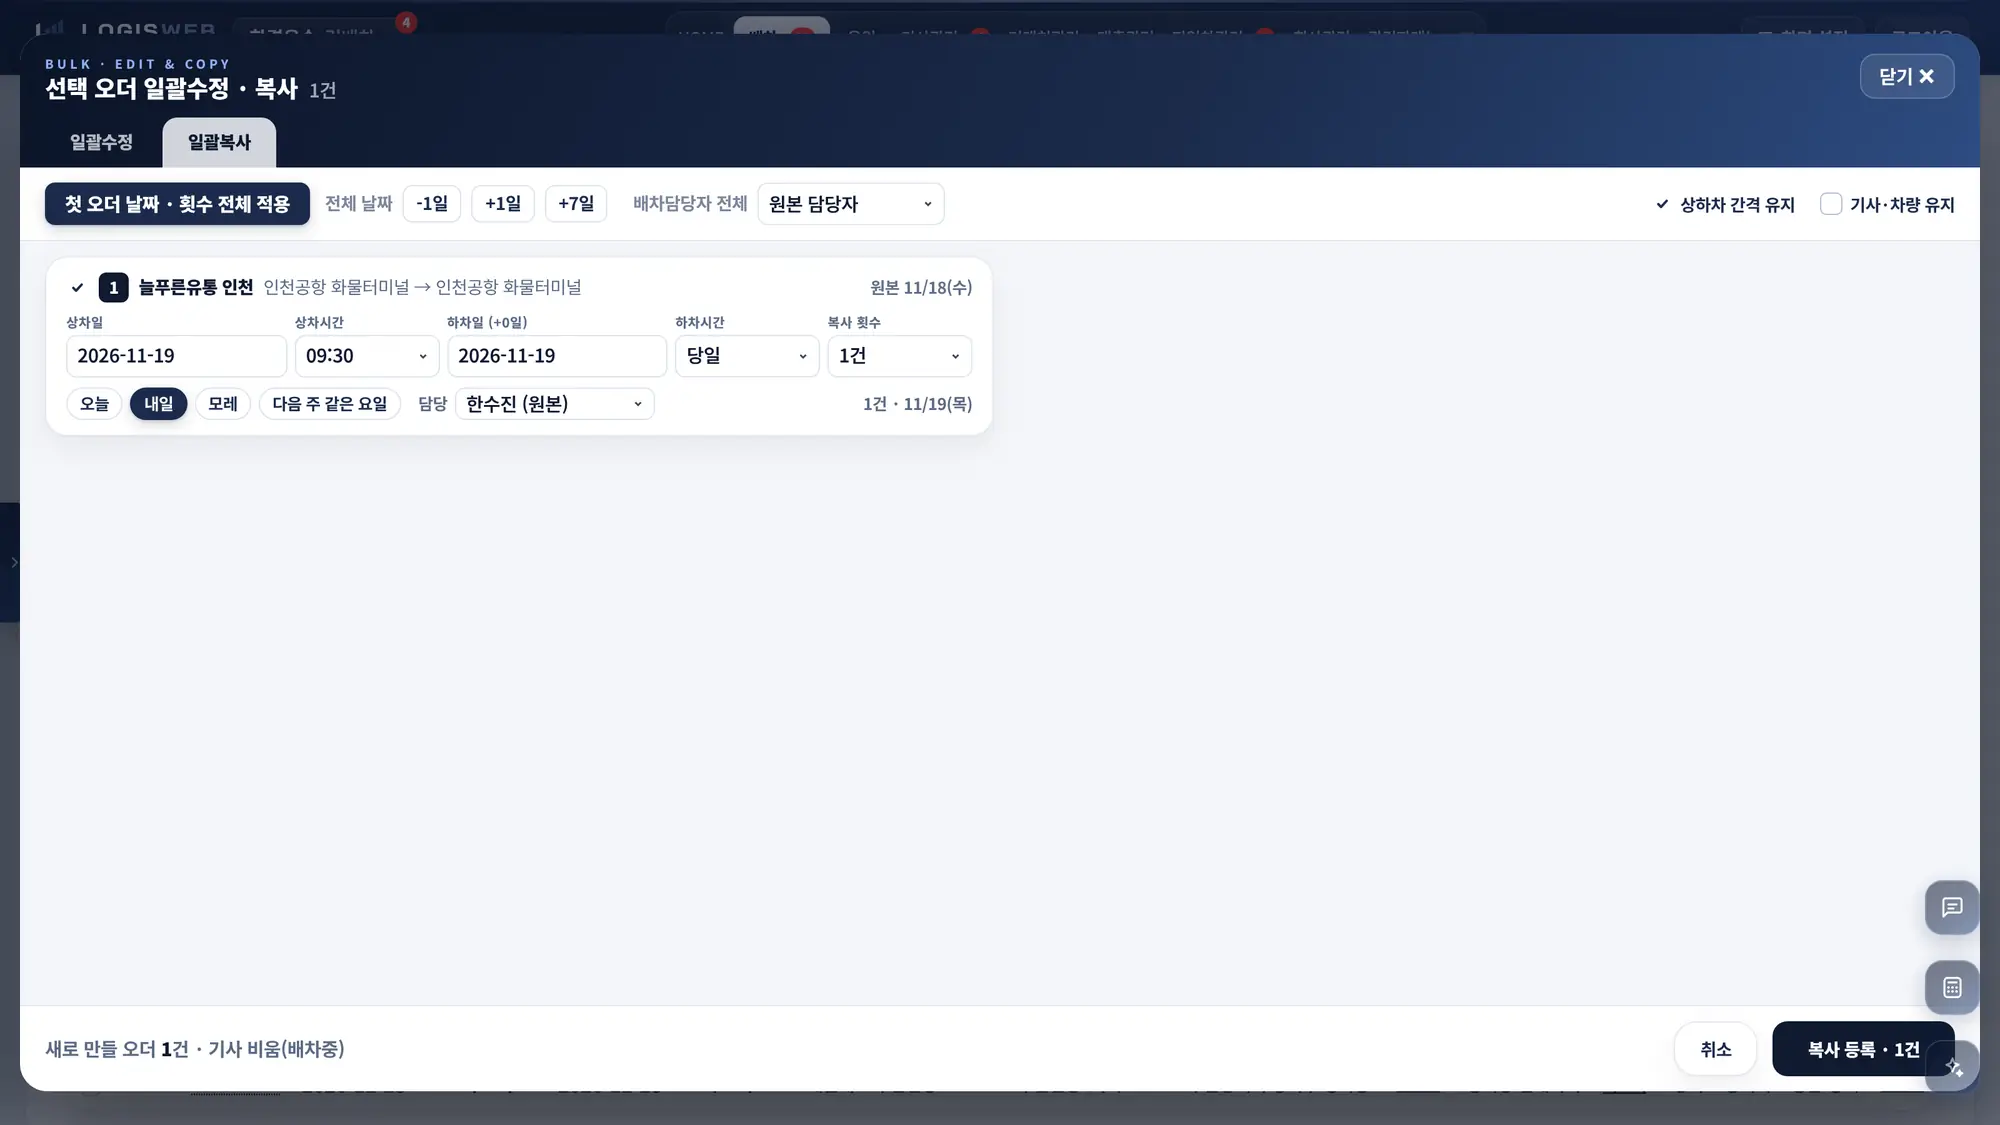 LOGISWEB
4
BULK · EDIT & COPY
선택 오더 일괄수정 · 복사 1건
닫기
일괄수정
일괄복사
첫 오더 날짜 · 횟수 전체 적용
전체 날짜
-1일
+1일
+7일
배차담당자 전체
원본 담당자
상하차 간격 유지
기사·차량 유지
1
늘푸른유통 인천
인천공항 화물터미널 → 인천공항 화물터미널
원본 11/18(수)
상차일
상차시간
하차일 (+0일)
하차시간
복사 횟수
2026-11-19
09:30
2026-11-19
당일
1건
오늘
내일
모레
다음 주 같은 요일
담당
한수진 (원본)
1건 · 11/19(목)
새로 만들 오더 1건 · 기사 비움(배차중)
취소
복사 등록 · 1건